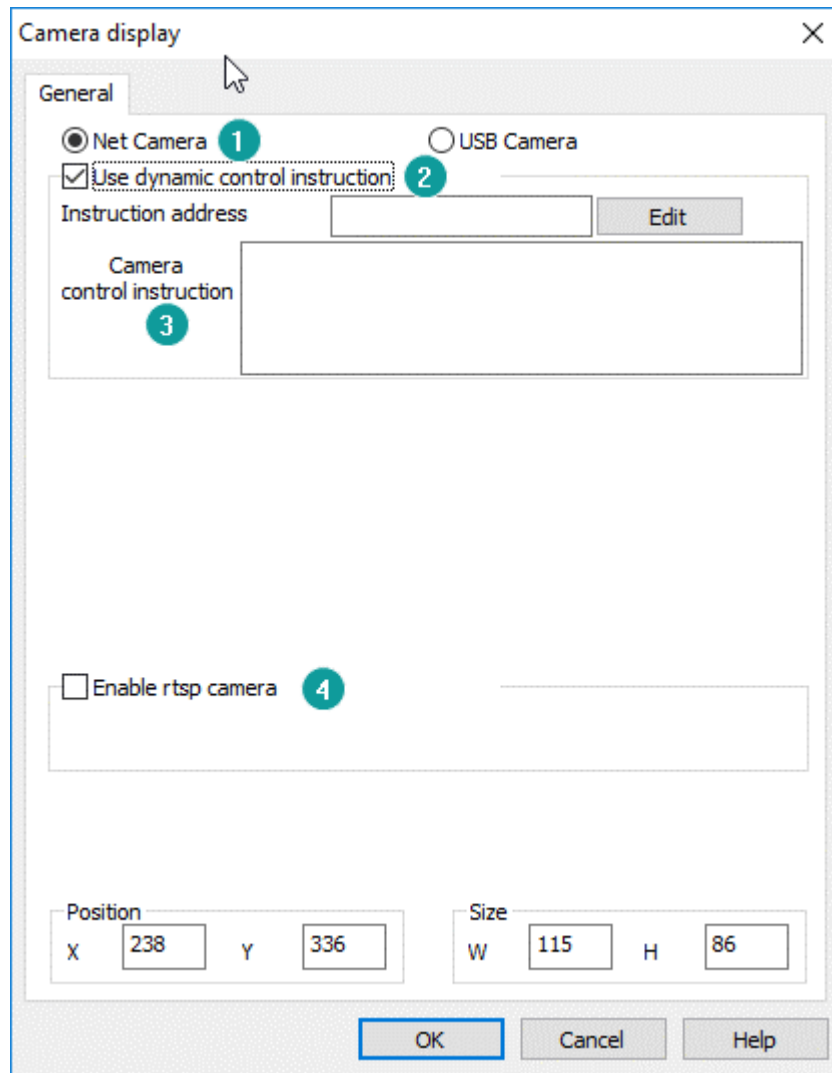 Camera display
General
Net Camera 1 USB Camera
Use dynamic control instruction 2
Instruction address Edit
Camera
control instruction
3
Enable rtsp camera 4
Position Size
X 238 Y 336 W 115 H 86
OK Cancel Help